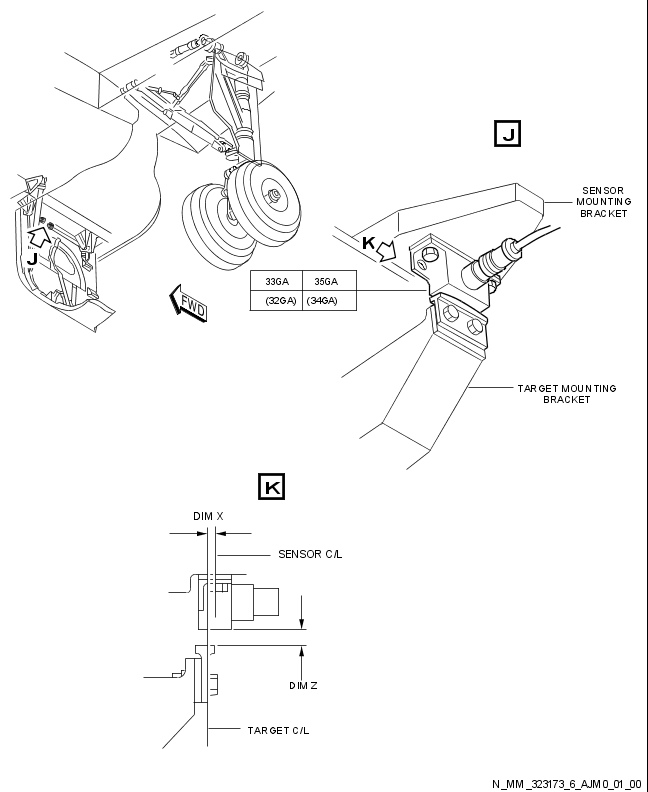 J
SENSOR
MOUNTING
BRACKET
K
J
33GA 35GA
(32GA) (34GA)
FWD
TARGET MOUNTING
BRACKET
K
DIM X
SENSOR C/L
DIM Z
TARGET C/L
N_MM_323173_6_AJM0_01_00